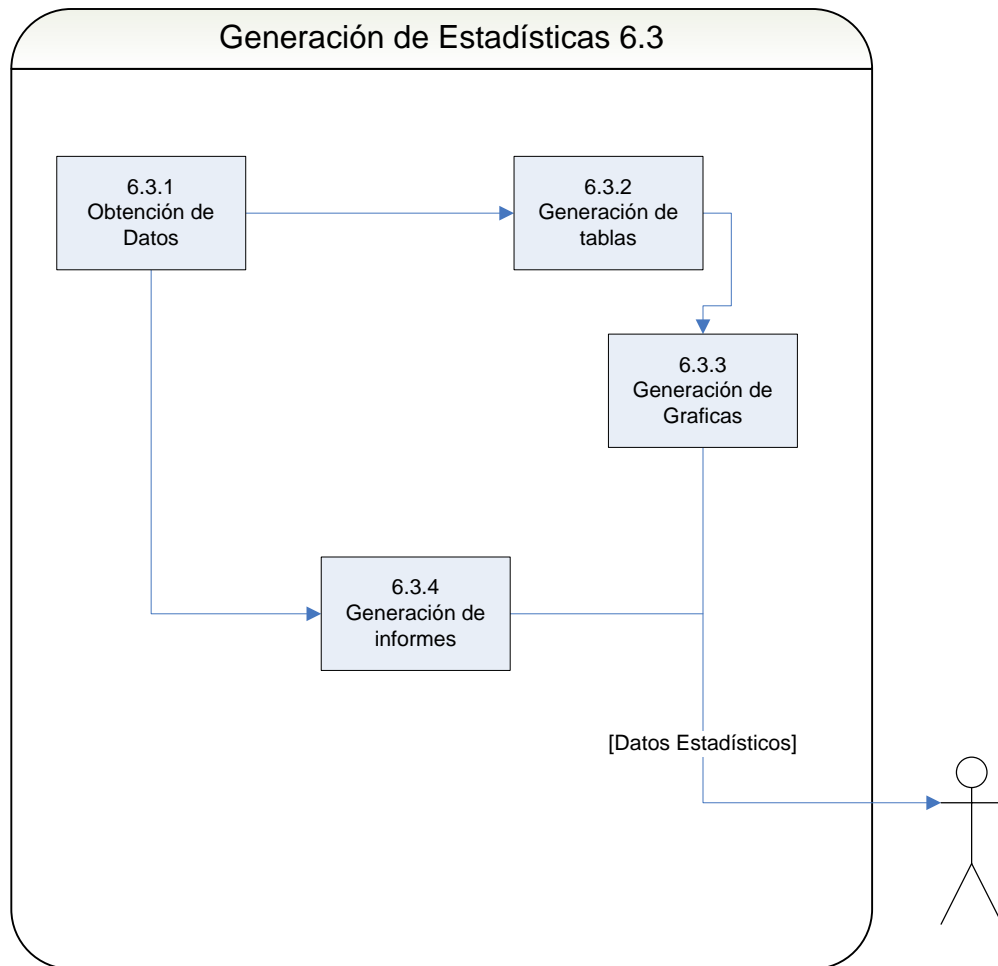 Generación de Estadísticas 6.3
6.3.1
Obtención de
Datos
6.3.2
Generación de
tablas
6.3.3
Generación de
Graficas
6.3.4
Generación de
informes
[Datos Estadísticos]